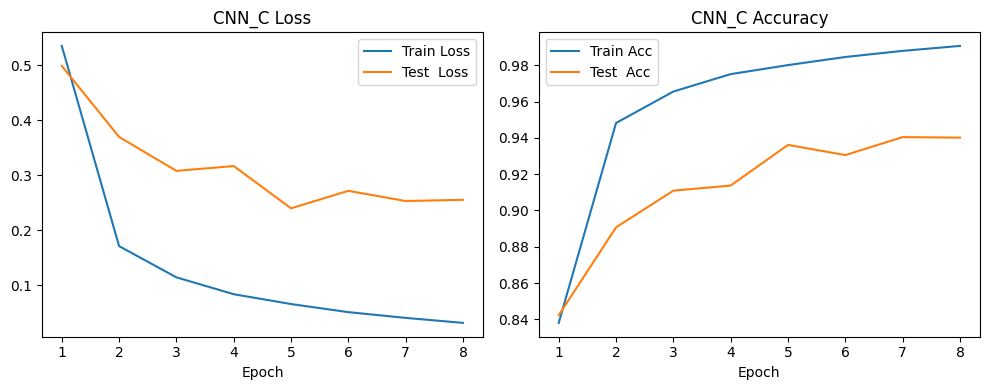 CNN_C Loss
Train Loss
Test  Loss
0.5
0.4
0.3
0.2
0.1
1 2 3 4 5 6 7 8
Epoch
CNN_C Accuracy
Train Acc
Test  Acc
0.98
0.96
0.94
0.92
0.90
0.88
0.86
0.84
1 2 3 4 5 6 7 8
Epoch